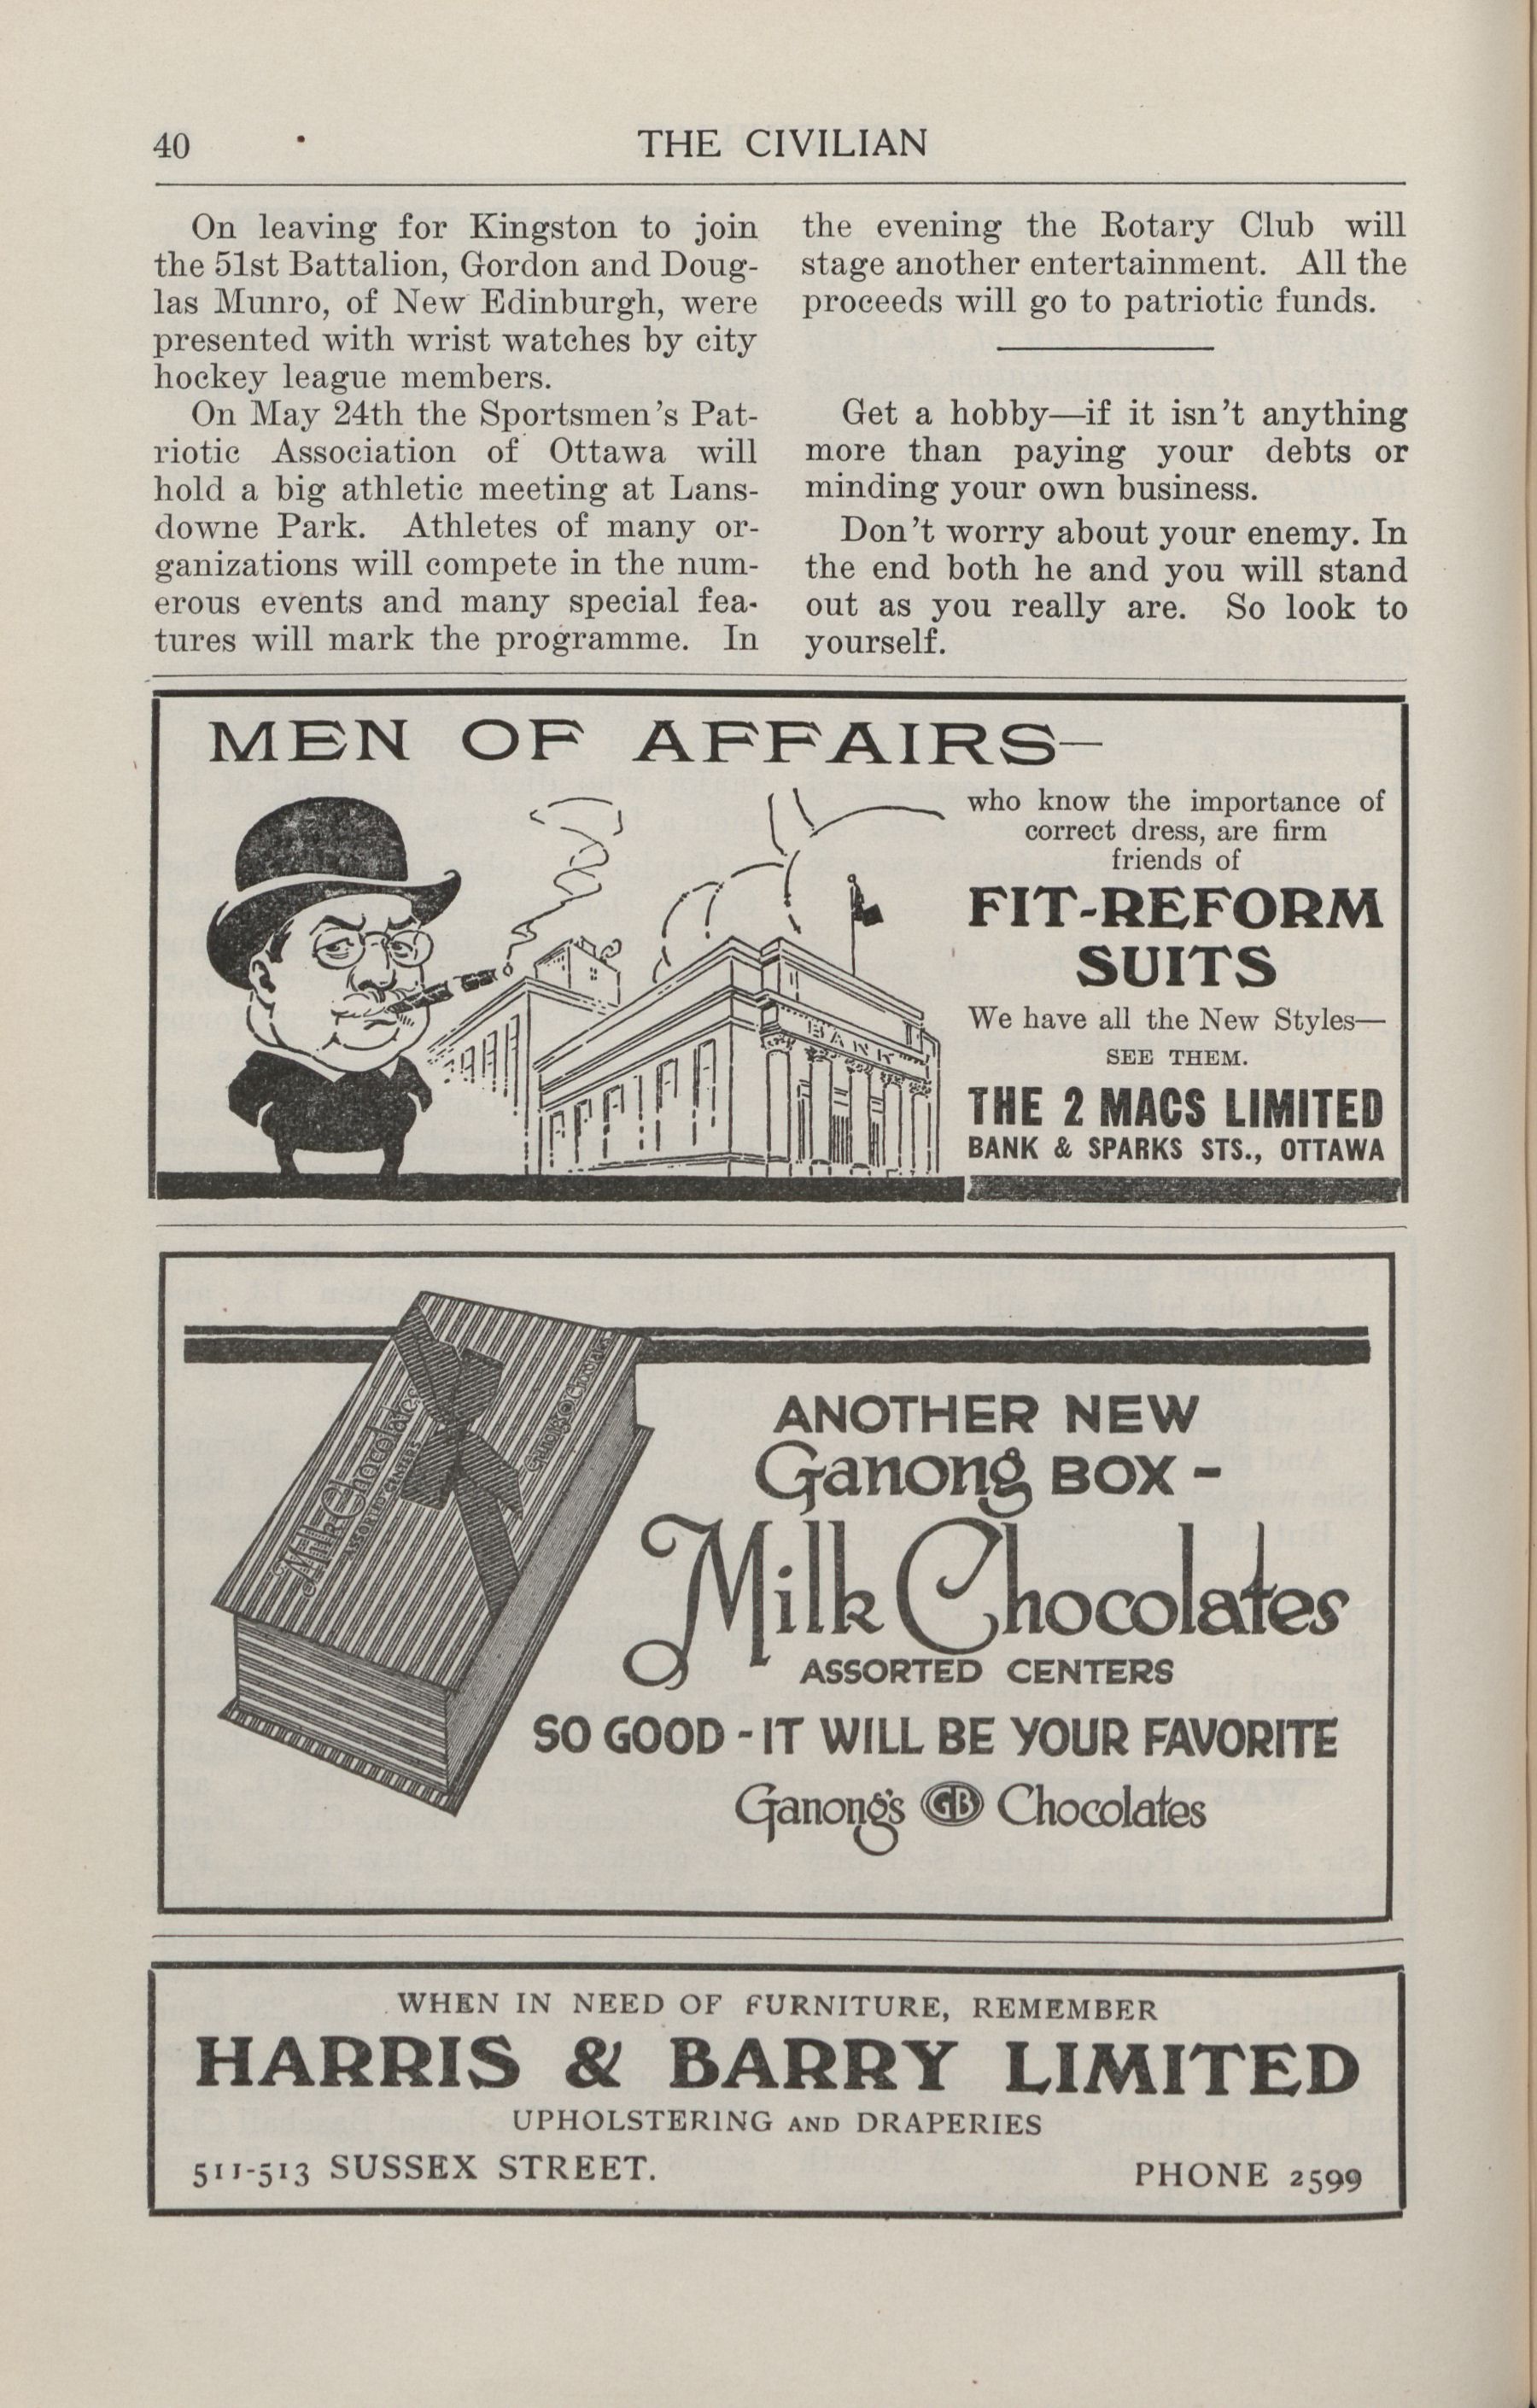 40
THE CIVILIAN
On leaving for Kingston to join
the 51st Battalion, Gordon and Doug-
las Munro, of New Edinburgh, were
presented with wrist watches by city
hockey league members.
On May 24th the Sportsmen's Pat-
riotic Association of Ottawa will
hold a big athletic meeting at Lans-
downe Park. Athletes of many or-
ganizations will compete in the num-
erous events and many special fea-
tures will mark the programme. In
the evening the Rotary Club will
stage another entertainment. All the
proceeds will go to patriotic funds.
Get a hobby—if it isn't anything
more than paying your debts or
minding your own business.
Don't worry about your enemy. In
the end both he and you will stand
out as you really are. So look to
yourself.
MEN OF AFFAIRS—
who know the importance of
correct dress, are firm
friends of
FIT-REFORM
SUITS
We have all the New Styles—
SEE THEM.
THE 2 MACS LIMITED
BANK & SPARKS STS., OTTAWA
BANK
Milk Chocolates
ASSORTED CENTERS
Ganong's GB Chocolates
ANOTHER NEW
Ganong BOX -
Milk Chocolates
ASSORTED CENTERS
SO GOOD - IT WILL BE YOUR FAVORITE
Ganong's GB Chocolates
WHEN IN NEED OF FURNITURE, REMEMBER
HARRIS & BARRY LIMITED
UPHOLSTERING AND DRAPERIES
511-513 SUSSEX STREET.
PHONE 2599